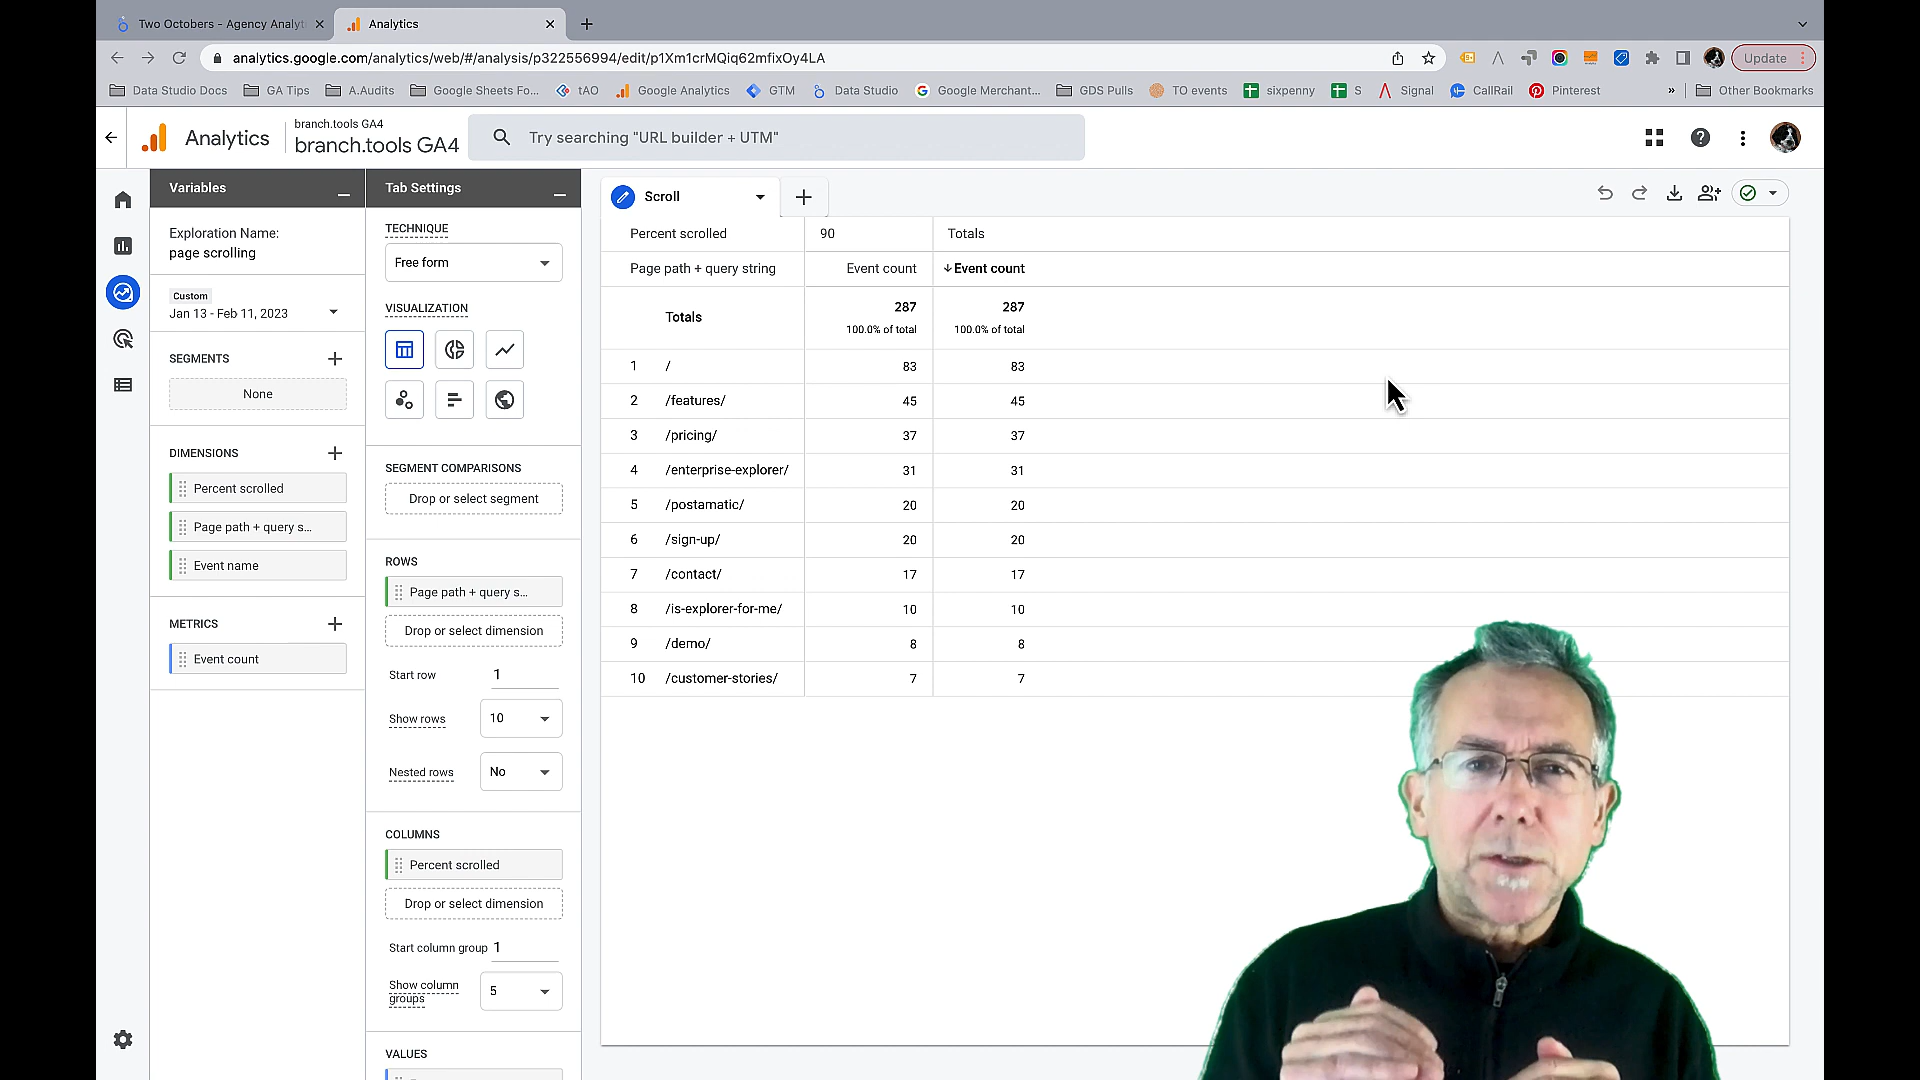 Two Octobers - Agency Analyt
Analytics
analytics.google.com/analytics/web/#/analysis/p322556994/edit/p1Xm1crMQiq62mfixOy4LA
Update
Data Studio Docs
GA Tips
A.Audits
Google Sheets Fo...
tAO
Google Analytics
GTM
Data Studio
Google Merchant...
GDS Pulls
TO events
sixpenny
S
Signal
CallRail
Pinterest
»
Other Bookmarks
Analytics
branch.tools GA4
branch.tools GA4
Try searching "URL builder + UTM"
Variables
Exploration Name:
page scrolling
Custom
Jan 13 - Feb 11, 2023
SEGMENTS
None
DIMENSIONS
Percent scrolled
Page path + query s...
Event name
METRICS
Event count
Tab Settings
TECHNIQUE
Free form
VISUALIZATION
SEGMENT COMPARISONS
Drop or select segment
ROWS
Page path + query s...
Drop or select dimension
Start row 1
Show rows 10
Nested rows No
COLUMNS
Percent scrolled
Drop or select dimension
Start column group 1
Show column
groups
5
VALUES
Scroll
Percent scrolled 90 Totals
Page path + query string Event count ↓Event count
Totals 287 287
100.0% of total 100.0% of total
1 / 83 83
2 /features/ 45 45
3 /pricing/ 37 37
4 /enterprise-explorer/ 31 31
5 /postamatic/ 20 20
6 /sign-up/ 20 20
7 /contact/ 17 17
8 /is-explorer-for-me/ 10 10
9 /demo/ 8 8
10 /customer-stories/ 7 7